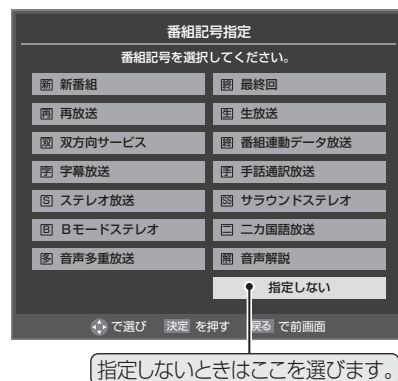 番組記号指定
番組記号を選択してください。
新 新番組
終 最終回
再 再放送
生 生放送
双 双方向サービス
番組連動データ放送
字 字幕放送
手 手話通訳放送
S ステレオ放送
SS サラウンドステレオ
B Bモードステレオ
二 二カ国語放送
多 音声多重放送
解 音声解説
指定しない
で選び 決定 を押す 戻る で前画面
指定しないときはここを選びます。